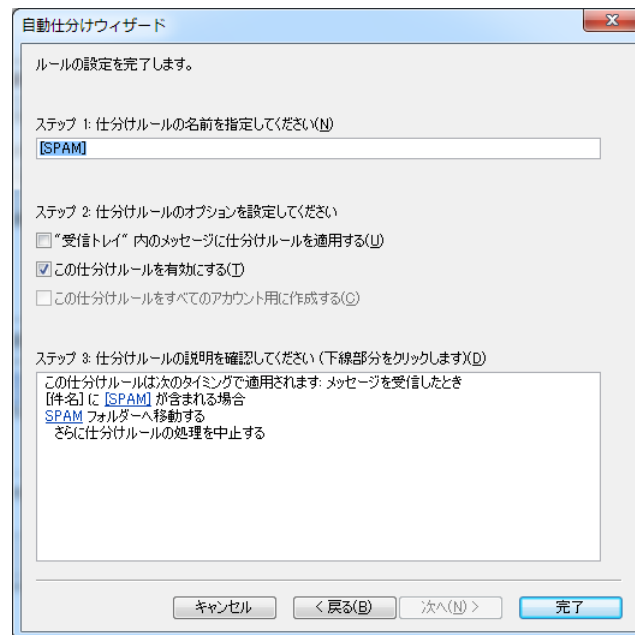 自動仕分けウィザード
ルールの設定を完了します。
ステップ 1: 仕分けルールの名前を指定してください(N)
[SPAM]
ステップ 2: 仕分けルールのオプションを設定してください
"受信トレイ" 内のメッセージに仕分けルールを適用する(U)
この仕分けルールを有効にする(T)
この仕分けルールをすべてのアカウント用に作成する(C)
ステップ 3: 仕分けルールの説明を確認してください (下線部分をクリックします)(D)
この仕分けルールは次のタイミングで適用されます: メッセージを受信したとき
[件名] に [SPAM] が含まれる場合
SPAM フォルダーへ移動する
さらに仕分けルールの処理を中止する
キャンセル < 戻る(B) 次へ(N) > 完了